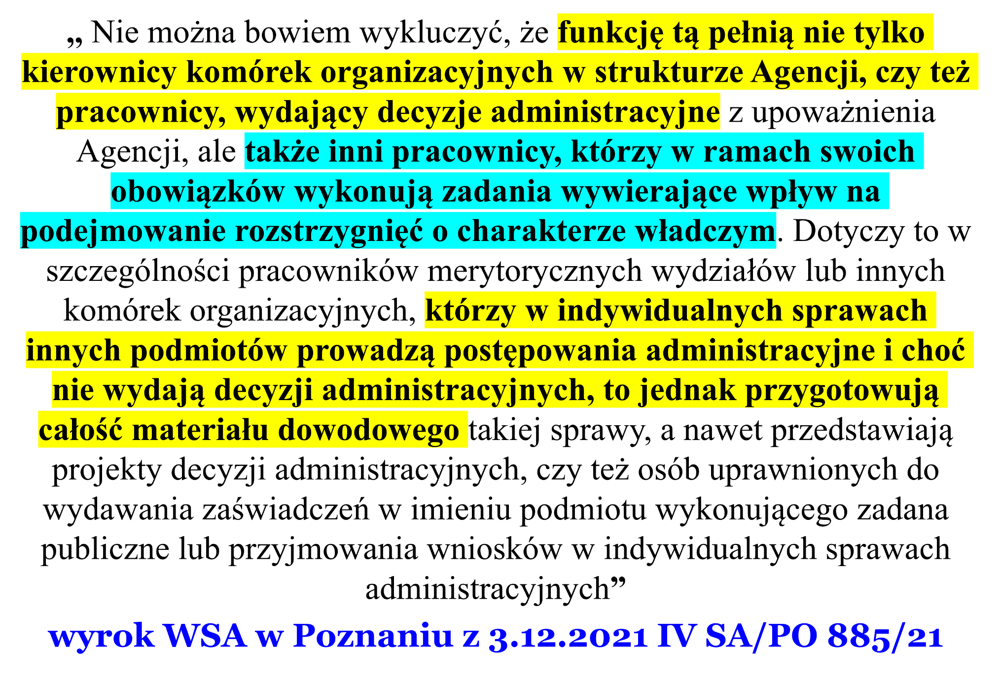 „ Nie można bowiem wykluczyć, że funkcję tą pełnią nie tylko
kierownicy komórek organizacyjnych w strukturze Agencji, czy też
pracownicy, wydający decyzje administracyjne z upoważnienia
Agencji, ale także inni pracownicy, którzy w ramach swoich
obowiązków wykonują zadania wywierające wpływ na
podejmowanie rozstrzygnięć o charakterze władczym. Dotyczy to w
szczególności pracowników merytorycznych wydziałów lub innych
komórek organizacyjnych, którzy w indywidualnych sprawach
innych podmiotów prowadzą postępowania administracyjne i choć
nie wydają decyzji administracyjnych, to jednak przygotowują
całość materiału dowodowego takiej sprawy, a nawet przedstawiają
projekty decyzji administracyjnych, czy też osób uprawnionych do
wydawania zaświadczeń w imieniu podmiotu wykonującego zadana
publiczne lub przyjmowania wniosków w indywidualnych sprawach
administracyjnych”
wyrok WSA w Poznaniu z 3.12.2021 IV SA/PO 885/21